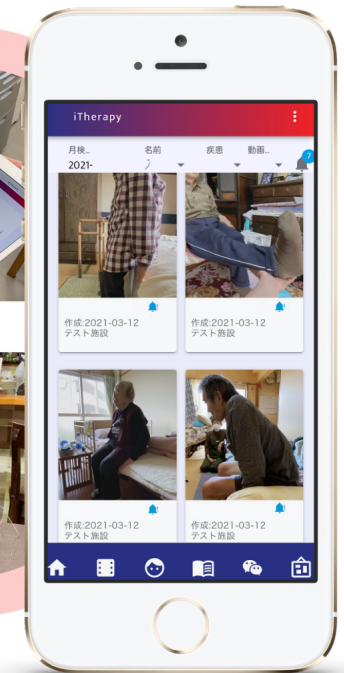 iTherapy
月検…
名前
疾患
動画…
2021-
7
作成:2021-03-12
テスト施設
作成:2021-03-12
テスト施設
作成:2021-03-12
テスト施設
作成:2021-03-12
テスト施設